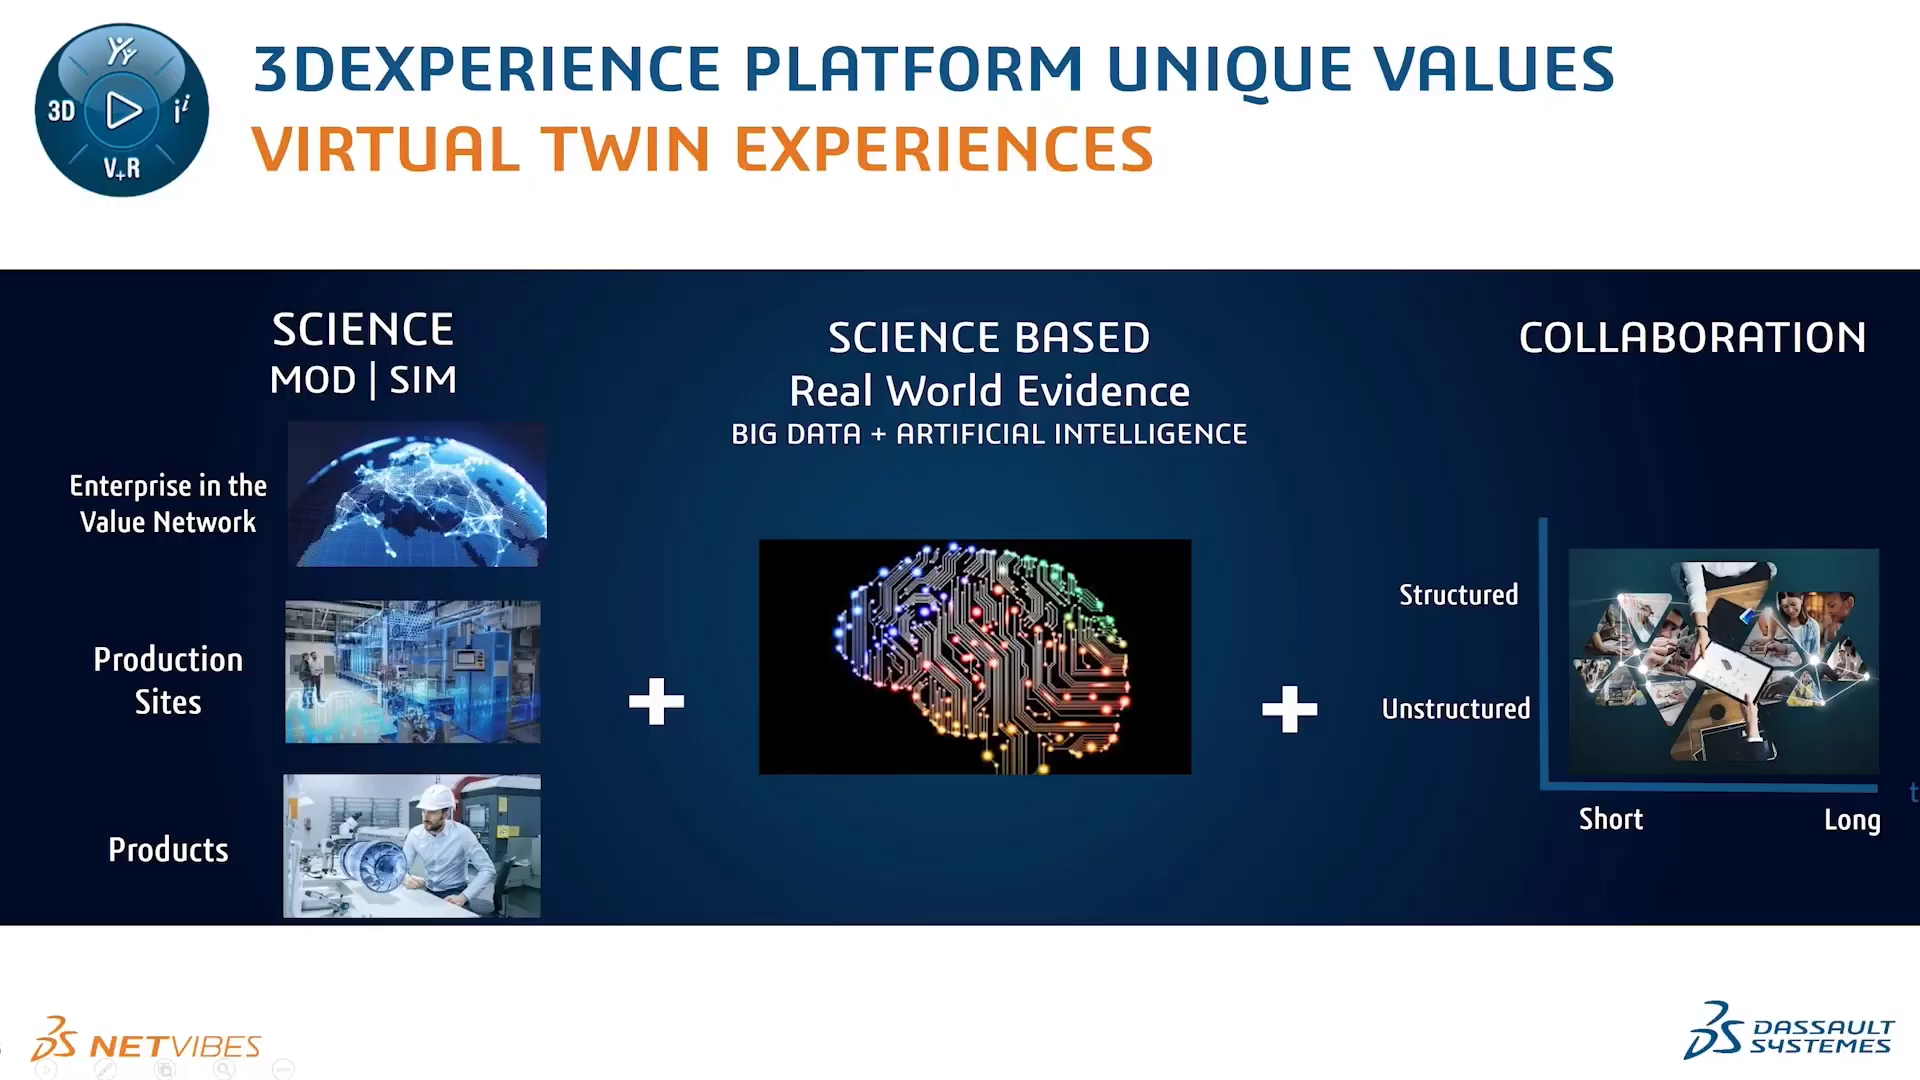 3D
i²
V+R
3DEXPERIENCE PLATFORM UNIQUE VALUES
VIRTUAL TWIN EXPERIENCES
SCIENCE
MOD | SIM
Enterprise in the
Value Network
Production
Sites
Products
SCIENCE BASED
Real World Evidence
BIG DATA + ARTIFICIAL INTELLIGENCE
COLLABORATION
Structured
Unstructured
Short
Long
t
NETVIBES
DASSAULT
SYSTEMES